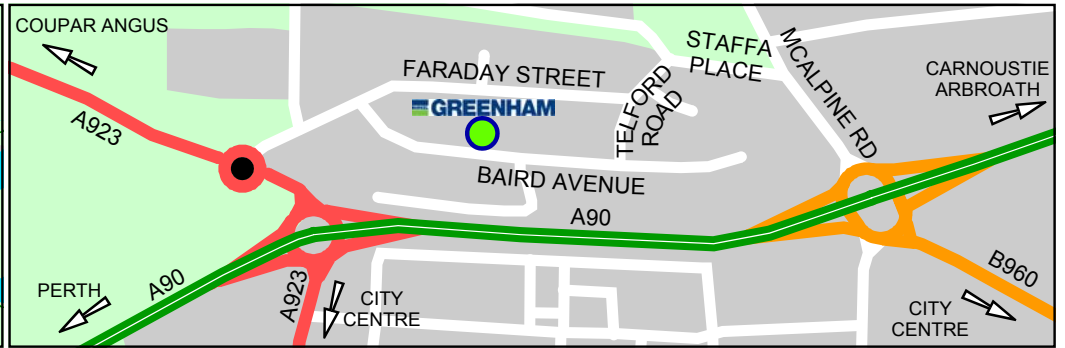 COUPAR ANGUS
A923
FARADAY STREET
GREENHAM
TELFORD
ROAD
STAFFA
PLACE
MCALPINE RD
CARNOUSTIE
ARBROATH
BAIRD AVENUE
A90
A90
PERTH
A923
CITY
CENTRE
B960
CITY
CENTRE